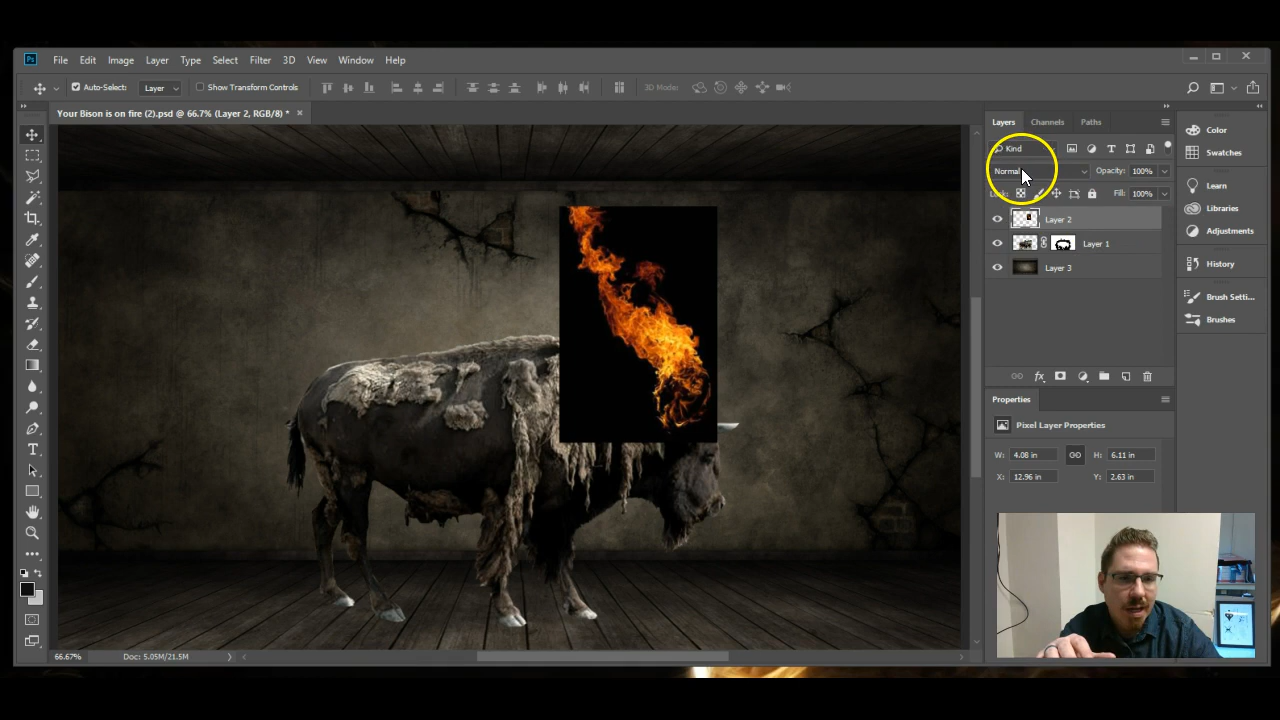 Ps File Edit Image Layer Type Select Filter 3D View Window Help
Auto-Select: Layer Show Transform Controls 3D Mode:
Your Bison is on fire (2).psd @ 66.7% (Layer 2, RGB/8) * ×
Layers Channels Paths
Kind
Normal Opacity: 100%
Fill: 100%
Layer 2
Layer 1
Layer 3
Properties
Pixel Layer Properties
W: 4.08 in H: 6.11 in
X: 12.96 in Y: 2.63 in
Color
Swatches
Learn
Libraries
Adjustments
History
Brush Setti...
Brushes
66.67% Doc: 5.05M/21.5M